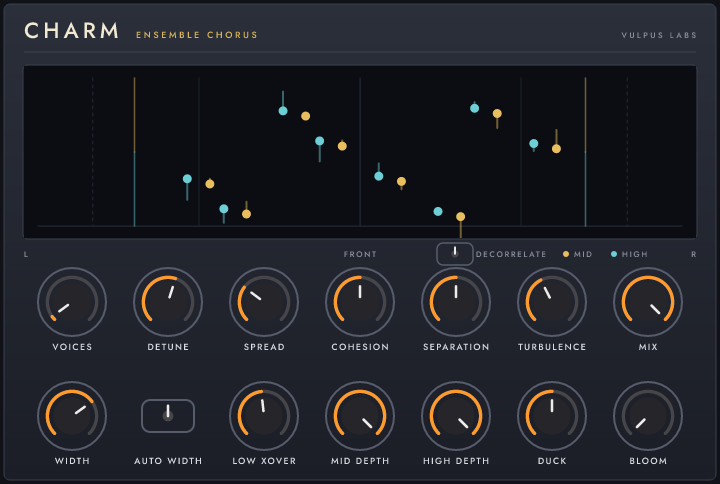 CHARM ENSEMBLE CHORUS VULPUS LABS
L FRONT DECORRELATE MID HIGH R
VOICES DETUNE SPREAD COHESION SEPARATION TURBULENCE MIX
WIDTH AUTO WIDTH LOW XOVER MID DEPTH HIGH DEPTH DUCK BLOOM